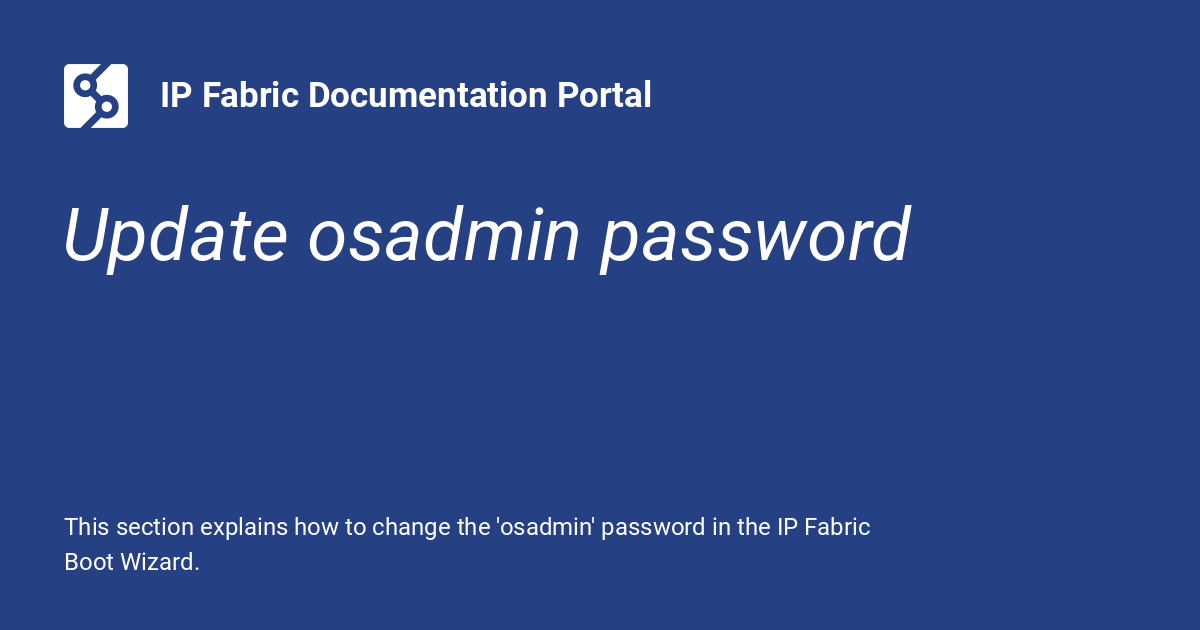 IP Fabric Documentation Portal
Update osadmin password
This section explains how to change the 'osadmin' password in the IP Fabric
Boot Wizard.